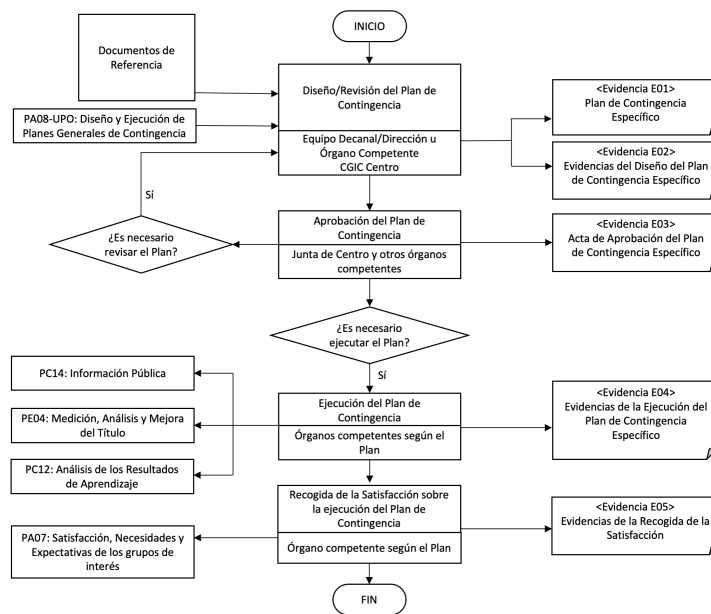 INICIO
Documentos de
Referencia
Diseño/Revisión del Plan de
Contingencia
PA08-UPO: Diseño y Ejecución de
Planes Generales de Contingencia
Equipo Decanal/Dirección u
Órgano Competente
CGIC Centro
<Evidencia E01>
Plan de Contingencia
Específico
<Evidencia E02>
Evidencias del Diseño del Plan
de Contingencia Específico
Sí
¿Es necesario
revisar el Plan?
Aprobación del Plan de
Contingencia
Junta de Centro y otros órganos
competentes
<Evidencia E03>
Acta de Aprobación del Plan
de Contingencia Específico
¿Es necesario
ejecutar el Plan?
Sí
PC14: Información Pública
PE04: Medición, Análisis y Mejora
del Título
PC12: Análisis de los Resultados
de Aprendizaje
Ejecución del Plan de
Contingencia
Órganos competentes según el
Plan
<Evidencia E04>
Evidencias de la Ejecución del
Plan de Contingencia
Específico
Recogida de la Satisfacción sobre
la ejecución del Plan de
Contingencia
Órgano competente según el Plan
PA07: Satisfacción, Necesidades y
Expectativas de los grupos de
interés
<Evidencia E05>
Evidencias de la Recogida de la
Satisfacción
FIN